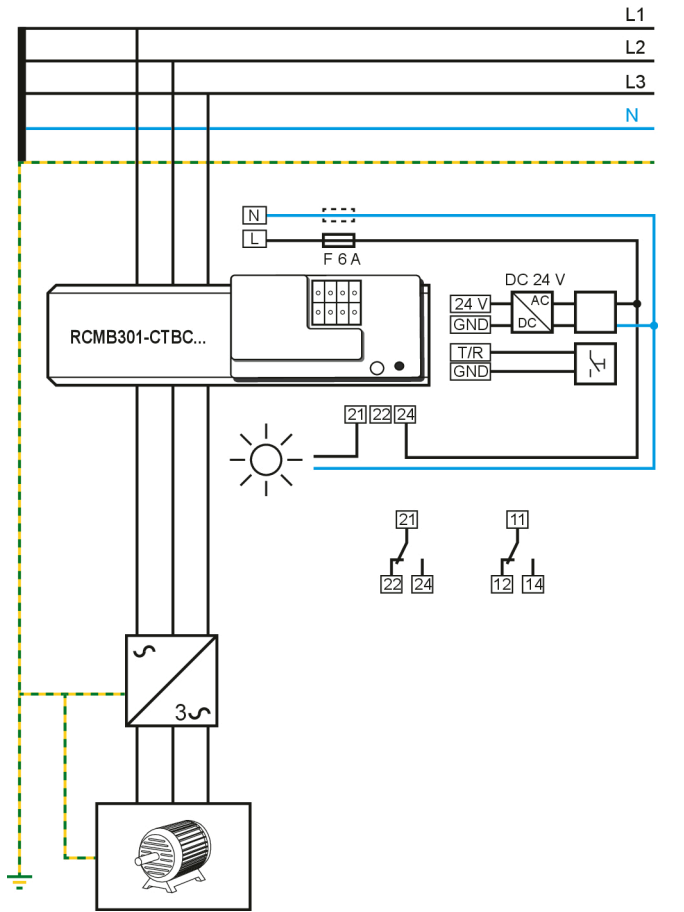 L1
L2
L3
N
N
L
F 6 A
DC 24 V
24 V
AC
GND
DC
RCMB301-CTBC...
T/R
GND
21 22 24
21
11
22 24
12 14
3